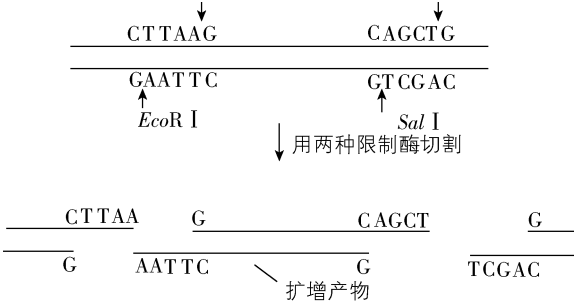 CTTAAG CAGCTG
GAATTC GTCGAC
EcoR Ⅰ Sal Ⅰ
用两种限制酶切割
CTTAA G CAGCT G
G AATTC G TCGAC
扩增产物